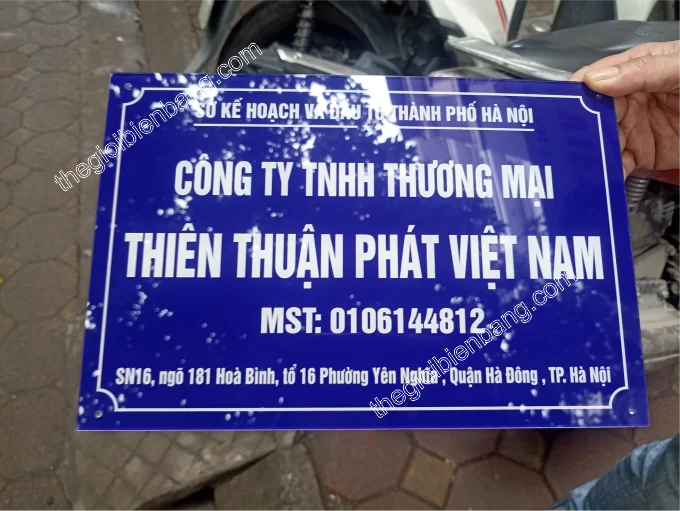 SỞ KẾ HOẠCH VÀ ĐẦU TƯ THÀNH PHỐ HÀ NỘI
CÔNG TY TNHH THƯƠNG MẠI
THIÊN THUẬN PHÁT VIỆT NAM
MST: 0106144812
SN16, ngõ 181 Hoà Bình, tổ 16 Phường Yên Nghĩa , Quận Hà Đông , TP. Hà Nội
thegioibienbang.com
thegioibienbang.com